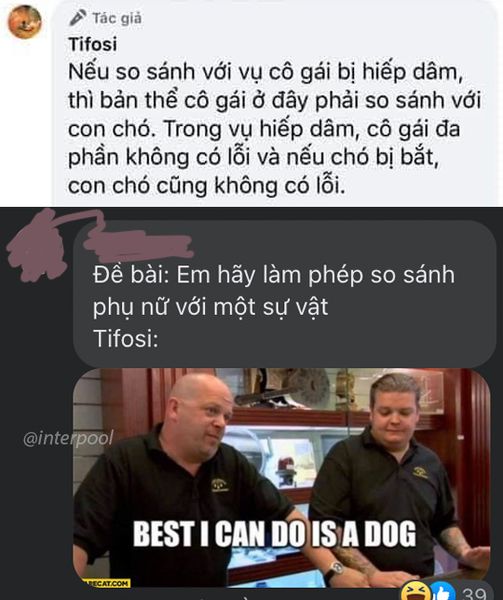 Tác giả
Tifosi
Nếu so sánh với vụ cô gái bị hiếp dâm,
thì bản thể cô gái ở đây phải so sánh với
con chó. Trong vụ hiếp dâm, cô gái đa
phần không có lỗi và nếu chó bị bắt,
con chó cũng không có lỗi.
Đề bài: Em hãy làm phép so sánh
phụ nữ với một sự vật
Tifosi:
@interpool
BEST I CAN DO IS A DOG
RECAT.COM
39